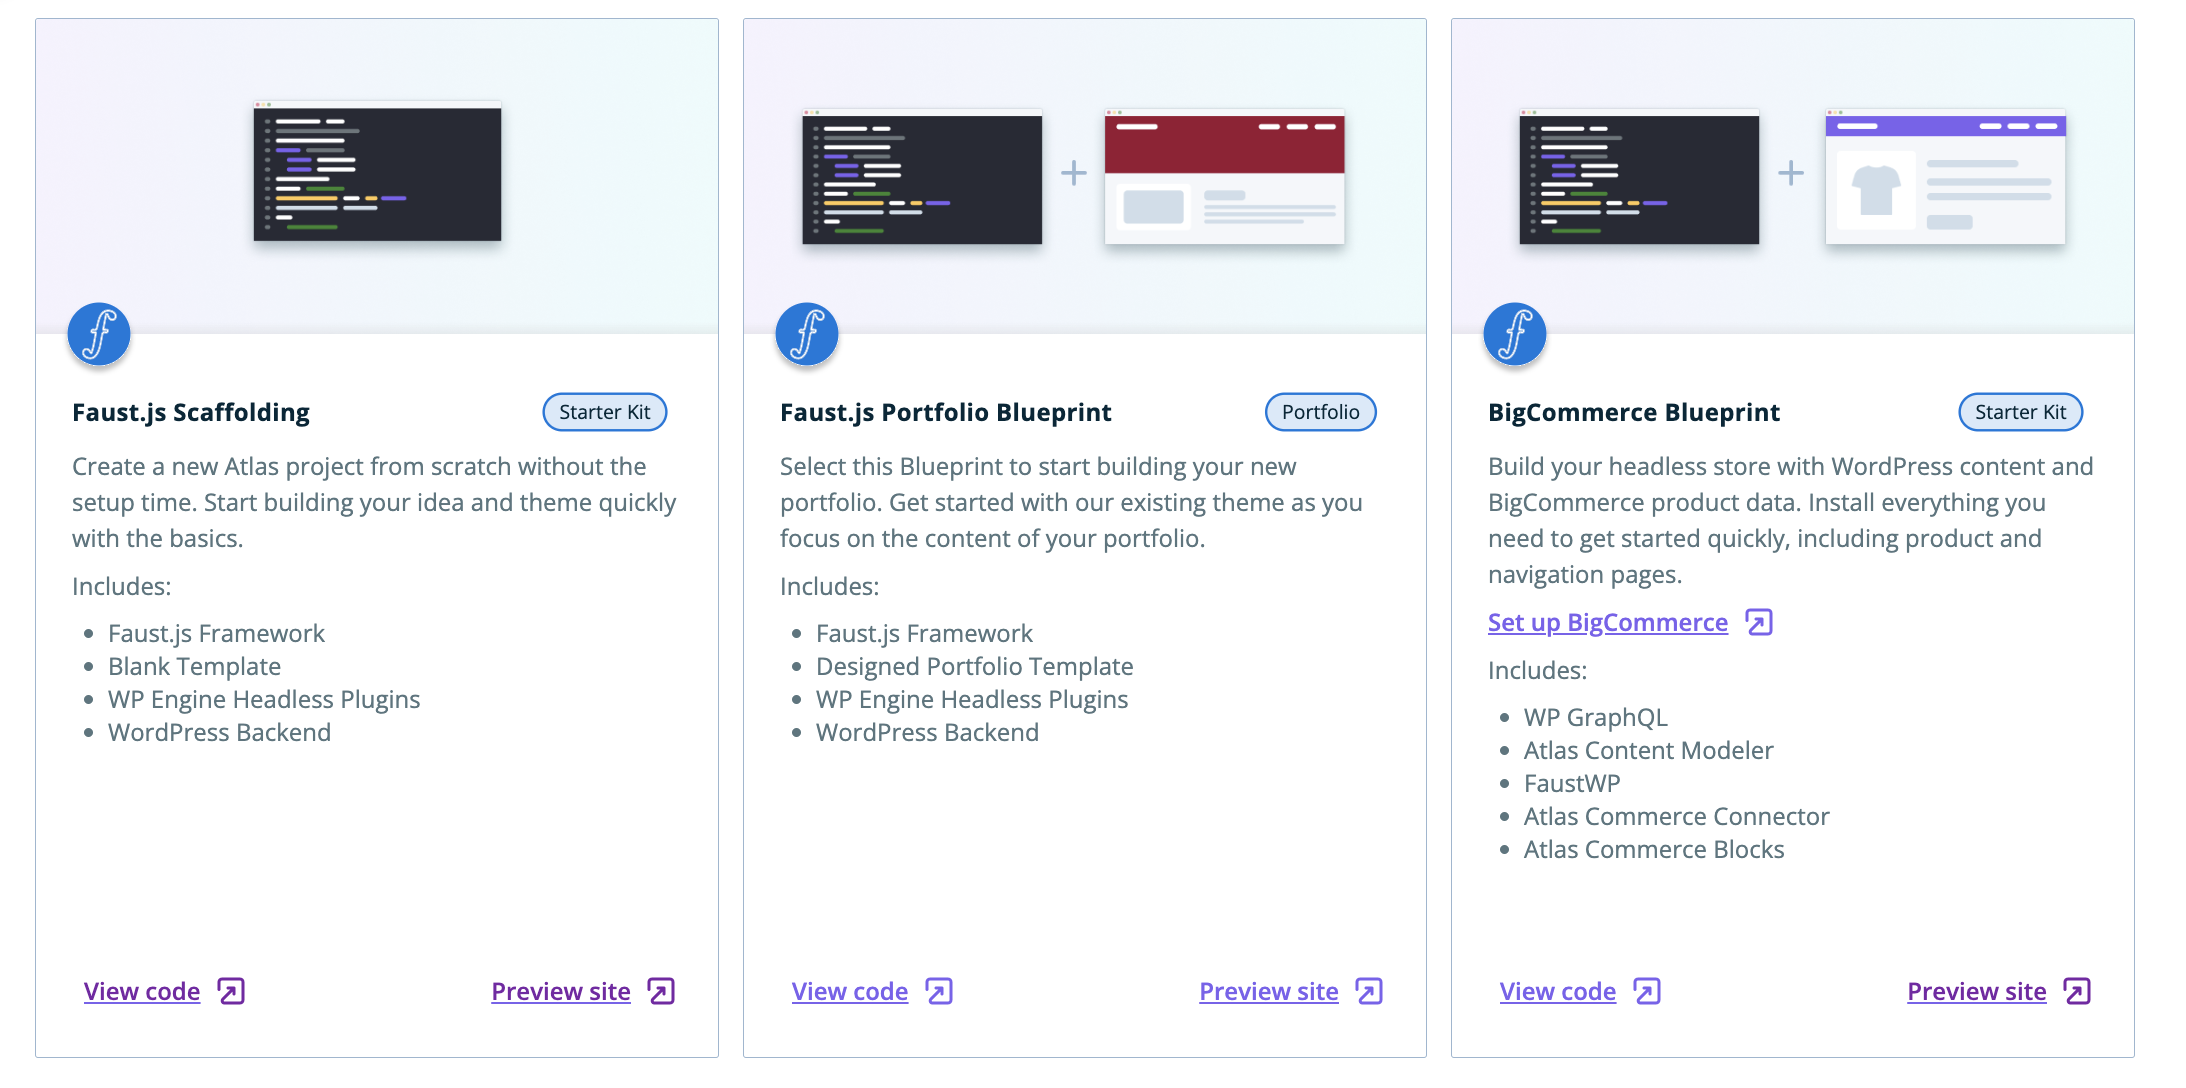 Faust.js Scaffolding
Starter Kit
Create a new Atlas project from scratch without the
setup time. Start building your idea and theme quickly
with the basics.
Includes:
Faust.js Framework
Blank Template
WP Engine Headless Plugins
WordPress Backend
View code
Preview site
Faust.js Portfolio Blueprint
Portfolio
Select this Blueprint to start building your new
portfolio. Get started with our existing theme as you
focus on the content of your portfolio.
Includes:
Faust.js Framework
Designed Portfolio Template
WP Engine Headless Plugins
WordPress Backend
View code
Preview site
BigCommerce Blueprint
Starter Kit
Build your headless store with WordPress content and
BigCommerce product data. Install everything you
need to get started quickly, including product and
navigation pages.
Set up BigCommerce
Includes:
WP GraphQL
Atlas Content Modeler
FaustWP
Atlas Commerce Connector
Atlas Commerce Blocks
View code
Preview site